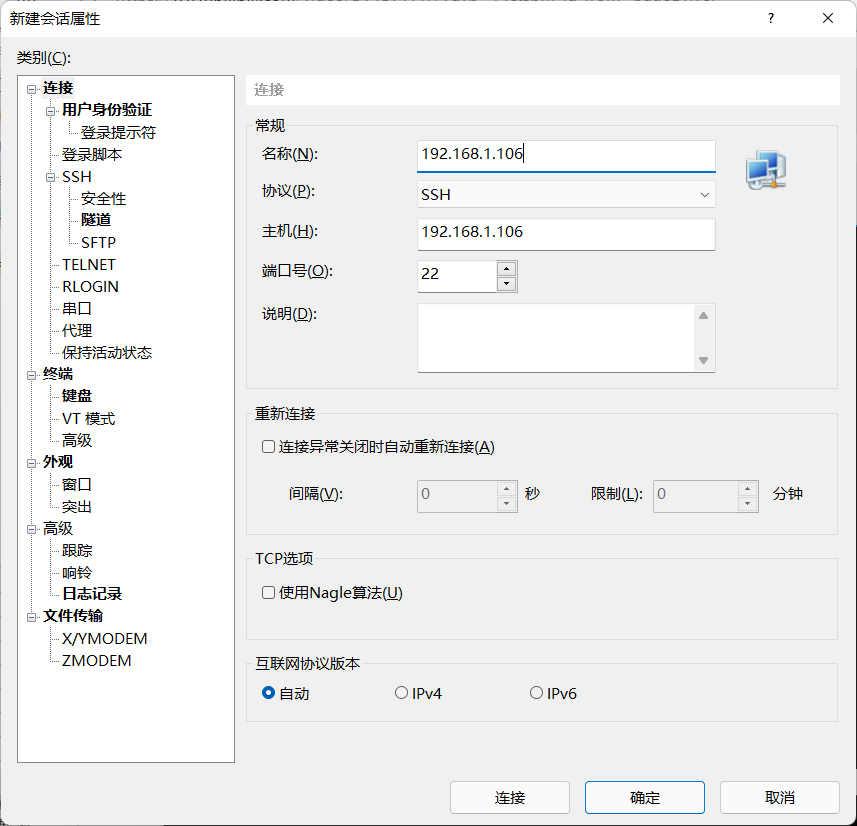 新建会话属性
?
类别(C):
连接
用户身份验证
登录提示符
登录脚本
SSH
安全性
隧道
SFTP
TELNET
RLOGIN
串口
代理
保持活动状态
终端
键盘
VT 模式
高级
外观
窗口
突出
高级
跟踪
响铃
日志记录
文件传输
X/YMODEM
ZMODEM
连接
常规
名称(N): 192.168.1.106
协议(P): SSH
主机(H): 192.168.1.106
端口号(O): 22
说明(D):
重新连接
连接异常关闭时自动重新连接(A)
间隔(V): 0 秒 限制(L): 0 分钟
TCP选项
使用Nagle算法(U)
互联网协议版本
自动 IPv4 IPv6
连接 确定 取消